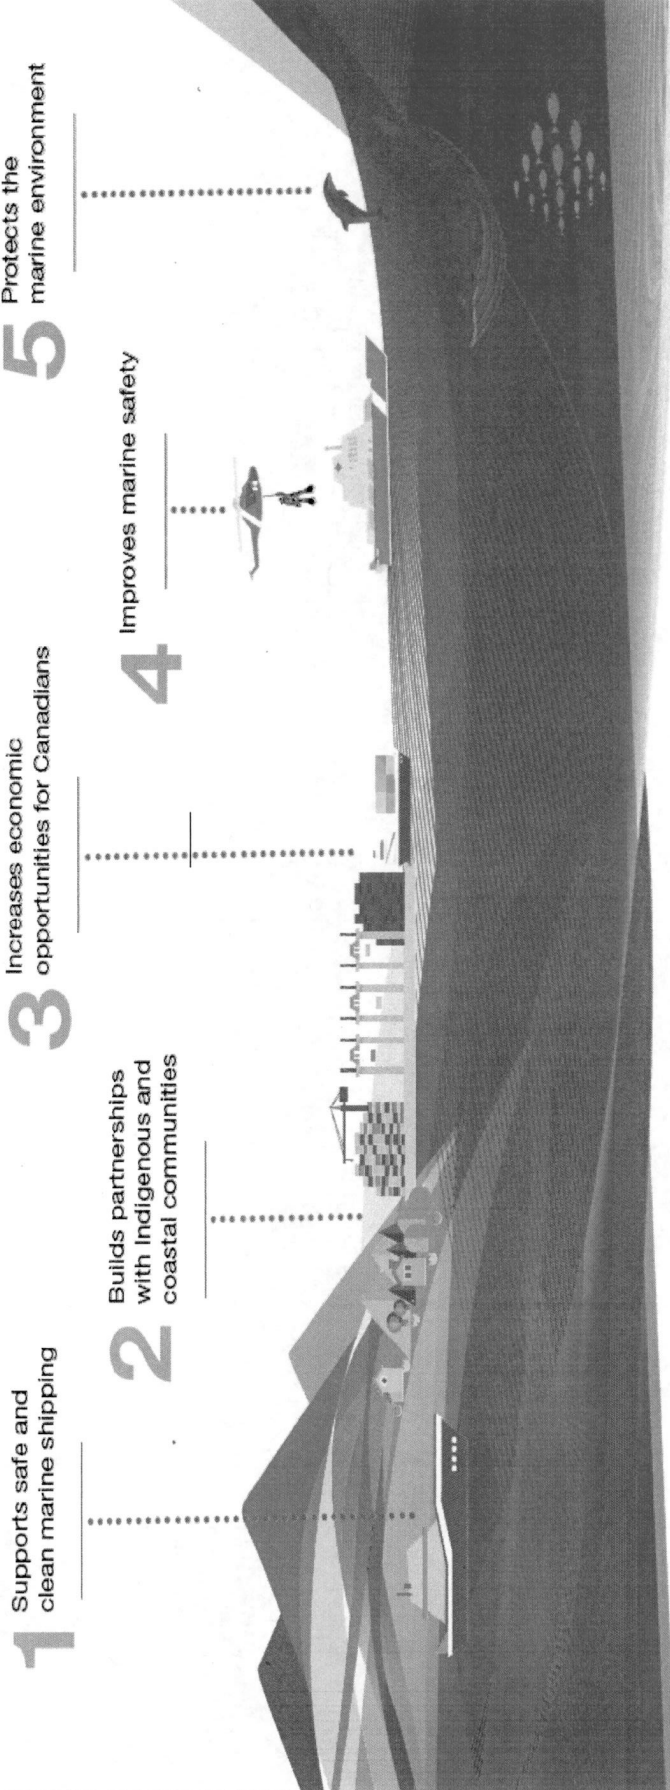 1
Supports safe and
clean marine shipping
2
Builds partnerships
with Indigenous and
coastal communities
3
Increases economic
opportunities for Canadians
4
Improves marine safety
5
Protects the
marine environment